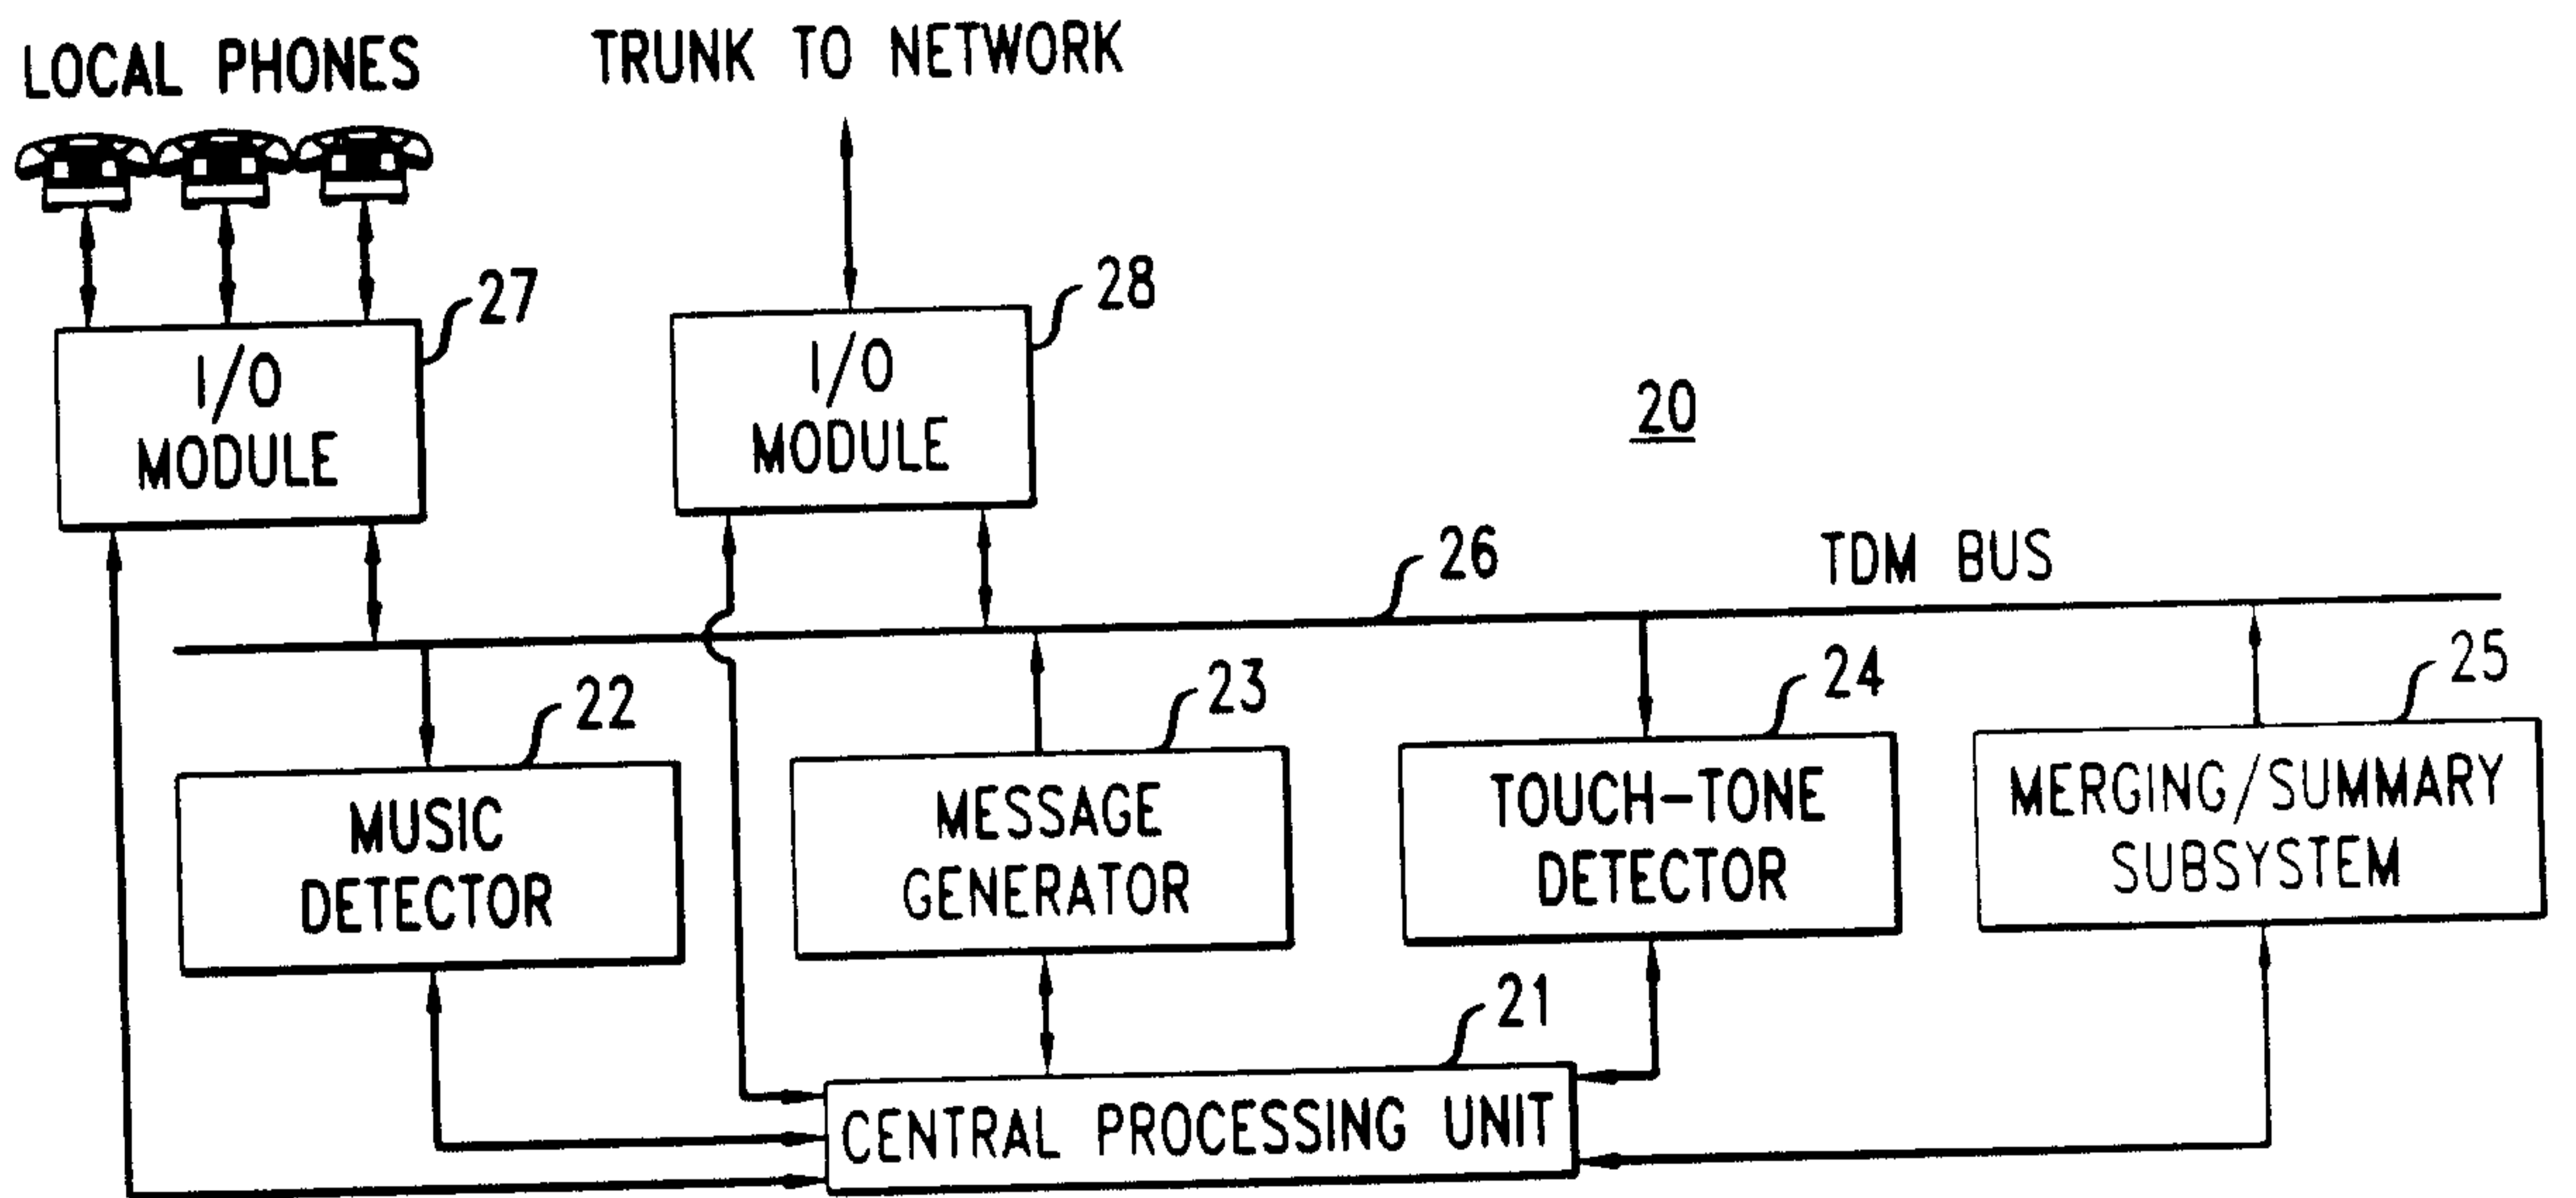 LOCAL PHONES
TRUNK TO NETWORK
27
28
I/O
MODULE
I/O
MODULE
20
26
TDM BUS
22
23
24
25
MUSIC
DETECTOR
MESSAGE
GENERATOR
TOUCH-TONE
DETECTOR
MERGING/SUMMARY
SUBSYSTEM
21
CENTRAL PROCESSING UNIT